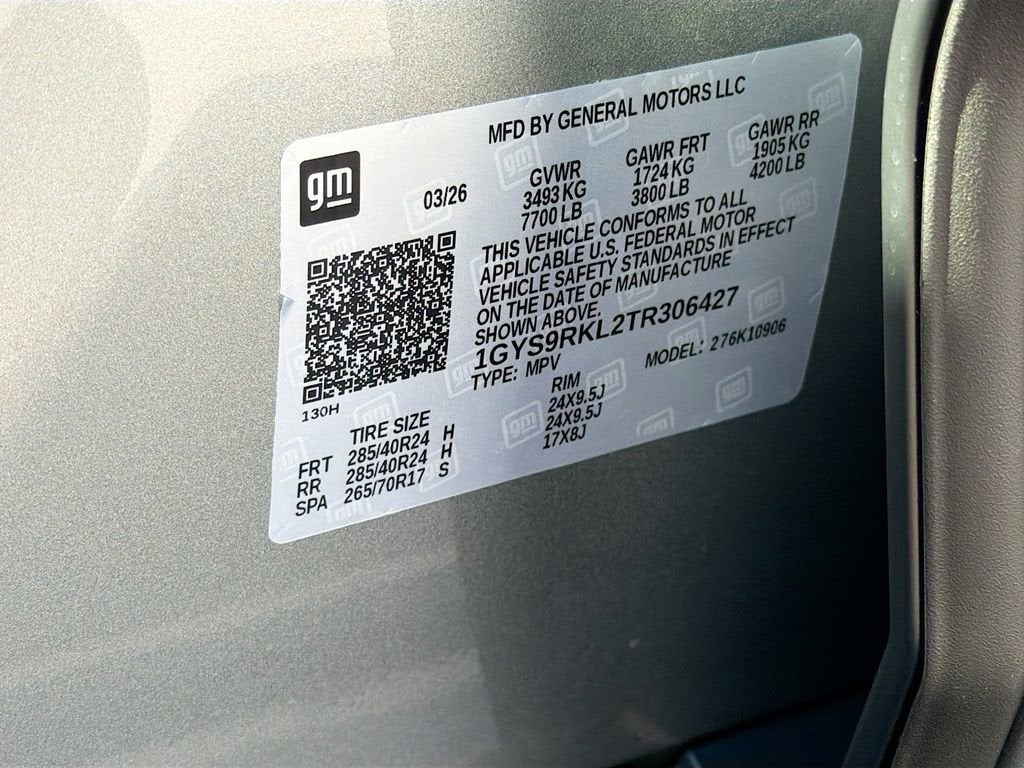 MFD BY GENERAL MOTORS LLC
gm
03/26
GVWR GAWR FRT GAWR RR
3493 KG 1724 KG 1905 KG
7700 LB 3800 LB 4200 LB
THIS VEHICLE CONFORMS TO ALL
APPLICABLE U.S. FEDERAL MOTOR
VEHICLE SAFETY STANDARDS IN EFFECT
ON THE DATE OF MANUFACTURE
SHOWN ABOVE.
1GYS9RKL2TR306427
TYPE: MPV MODEL: 276K10906
130H
TIRE SIZE RIM
FRT 285/40R24 H 24X9.5J
RR 285/40R24 H 24X9.5J
SPA 265/70R17 S 17X8J